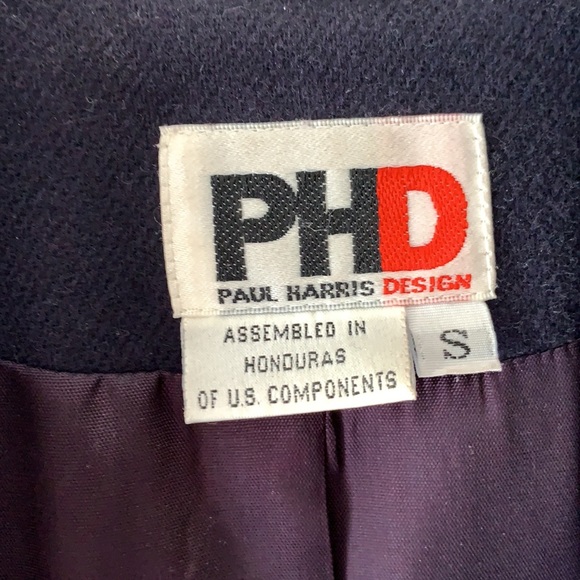 PHD
PAUL HARRIS DESIGN
ASSEMBLED IN
HONDURAS
OF U.S. COMPONENTS
S